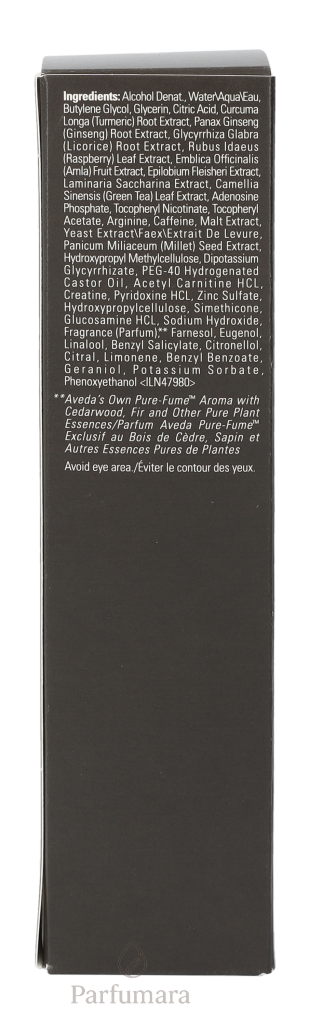 Ingredients: Alcohol Denat., Water\Aqua\Eau,
Butylene Glycol, Glycerin, Citric Acid, Curcuma
Longa (Turmeric) Root Extract, Panax Ginseng
(Ginseng) Root Extract, Glycyrrhiza Glabra
(Licorice) Root Extract, Rubus Idaeus
(Raspberry) Leaf Extract, Emblica Officinalis
(Amla) Fruit Extract, Epilobium Fleisheri Extract,
Laminaria Saccharina Extract, Camellia
Sinensis (Green Tea) Leaf Extract, Adenosine
Phosphate, Tocopheryl Nicotinate, Tocopheryl
Acetate, Arginine, Caffeine, Malt Extract,
Yeast Extract\Faex\Extrait De Levure,
Panicum Miliaceum (Millet) Seed Extract,
Hydroxypropyl Methylcellulose, Dipotassium
Glycyrrhizate, PEG-40 Hydrogenated
Castor Oil, Acetyl Carnitine HCL,
Creatine, Pyridoxine HCL, Zinc Sulfate,
Hydroxypropylcellulose, Simethicone,
Glucosamine HCL, Sodium Hydroxide,
Fragrance (Parfum),** Farnesol, Eugenol,
Linalool, Benzyl Salicylate, Citronellol,
Citral, Limonene, Benzyl Benzoate,
Geraniol, Potassium Sorbate,
Phenoxyethanol <ILN47980>
**Aveda's Own Pure-Fume™ Aroma with
Cedarwood, Fir and Other Pure Plant
Essences/Parfum Aveda Pure-Fume™
Exclusif au Bois de Cèdre, Sapin et
Autres Essences Pures de Plantes
Avoid eye area./Éviter le contour des yeux.
Parfumara